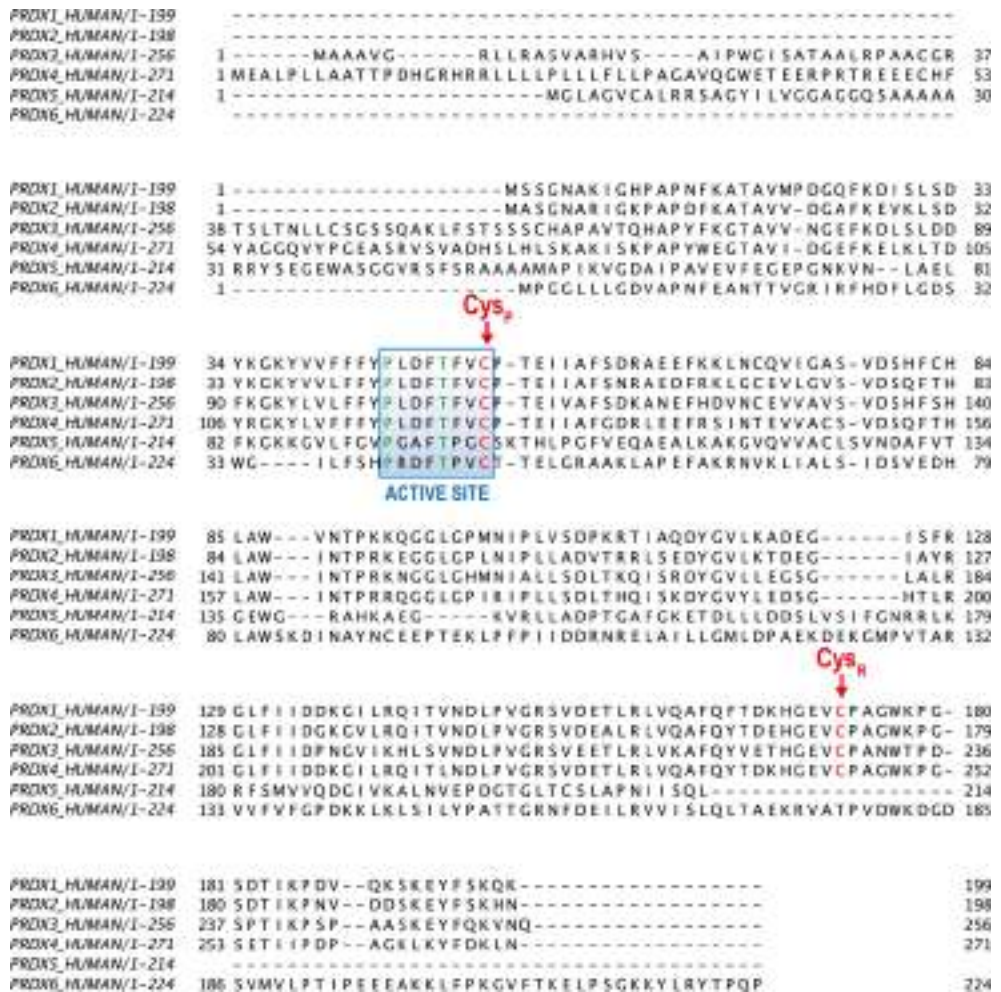 PRDX1_HUMAN/1-199 - - - - - - - - - - - - - - - - - - - - - - - - - - - - - - - - - - - - - - - - - - - - - - - - - - - - -
PRDX2_HUMAN/1-198 - - - - - - - - - - - - - - - - - - - - - - - - - - - - - - - - - - - - - - - - - - - - - - - - - - - - -
PRDX3_HUMAN/1-256 1 - - - - - - MAAAVG - - - - - - RLLRASVARHVS - - - - AIPWGISATAALRPAACGR 37
PRDX4_HUMAN/1-271 1 MEALPLLAATTPDHGRHRRLLLLPLLLFLLPAGAVQGWETEERPRTREEECHF 53
PRDX5_HUMAN/1-214 1 - - - - - - - - - - - - - - - - - - - - - - - MGLAGVCALRRSAGYILVGGAGGQSAAAAA 30
PRDX6_HUMAN/1-224 - - - - - - - - - - - - - - - - - - - - - - - - - - - - - - - - - - - - - - - - - - - - - - - - - - - - -
PRDX1_HUMAN/1-199 1 - - - - - - - - - - - - - - - - - - - - MSSGNAKIGHPAPNFKATAVMPDGQFKDISLSD 33
PRDX2_HUMAN/1-198 1 - - - - - - - - - - - - - - - - - - - - MASGNARIGKPAPDFKATAVV-DGAFKEVKLSD 32
PRDX3_HUMAN/1-256 38 TSLTNLLCSGSSQAKLFSTSSSCHAPAVTQHAPYFKGTAVV-NGEFKDLSLDD 89
PRDX4_HUMAN/1-271 54 YAGGQVYPGEASRVSVADHSLHLSKAKISKPAPYWEGTAVI-DGEFKELKLTD 105
PRDX5_HUMAN/1-214 31 RRYSEGEWASGGVRSFSRAAAAMAPIKVGDAIPAVEVFEGEPGNKVN--LAEL 81
PRDX6_HUMAN/1-224 1 - - - - - - - - - - - - - - - - - - - - - MPGGLLLGDVAPNFEANTTVGRIRFHDFLGDS 32
Cys P
PRDX1_HUMAN/1-199 34 YKGKYVVFFFYPLDFTFVCP-TEIIAFSDRAEEFKKLNCQVIGAS-VDSHFCH 84
PRDX2_HUMAN/1-198 33 YKGKYVVLFFYPLDFTFVCP-TEIIAFSNRAEDFRKLGCEVLGVS-VDSQFTH 83
PRDX3_HUMAN/1-256 90 FKGKYLVLFFYPLDFTFVCP-TEIVAFSDKANEFHDVNCEVVAVS-VDSHFSH 140
PRDX4_HUMAN/1-271 106 YRGKYLVFFFYPLDFTFVCP-TEIIAFGDRLEEFRSINTEVVACS-VDSQFTH 156
PRDX5_HUMAN/1-214 82 FKGKKGVLFGVPGAFTPGCSKTHLPGFVEQAEALKAKGVQVVACLSVNDAFVT 134
PRDX6_HUMAN/1-224 33 WG----ILFSHPRDFTPVCT-TELGRAAKLAPEFAKRNVKLIALS-IDSVEDH 79
ACTIVE SITE
PRDX1_HUMAN/1-199 85 LAW---VNTPKKQGGLGPMNIPLVSDPKRTIAQDYGVLKADEG------ISFR 128
PRDX2_HUMAN/1-198 84 LAW---INTPRKEGGLGPLNIPLLADVTRRLSEDYGVLKTDEG------IAYR 127
PRDX3_HUMAN/1-256 141 LAW---INTPRKNGGLGHMNIALLSDLTKQISRDYGVLLEGSG------LALR 184
PRDX4_HUMAN/1-271 157 LAW---INTPRRQGGLGPIRIPLLSDLTHQISKDYGVYLEDSG------HTLR 200
PRDX5_HUMAN/1-214 135 GEWG---RAHKAEG-----KVRLLADPTGAFGKETDLLLDDSLVSIFGNRRLK 179
PRDX6_HUMAN/1-224 80 LAWSKDINAYNCEEPTEKLPFPIIDDRNRELAILLGMLDPAEKDEKGMPVTAR 132
Cys R
PRDX1_HUMAN/1-199 129 GLFIIDDKGILRQITVNDLPVGRSVDETLRLVQAFQFTDKHGEVCPAGWKPG- 180
PRDX2_HUMAN/1-198 128 GLFIIDGKGVLRQITVNDLPVGRSVDEALRLVQAFQYTDEHGEVCPAGWKPG- 179
PRDX3_HUMAN/1-256 185 GLFIIDPNGVIKHLSVNDLPVGRSVEETLRLVKAFQYVETHGEVCPANWTPD- 236
PRDX4_HUMAN/1-271 201 GLFIIDDKGILRQITLNDLPVGRSVDETLRLVQAFQYTDKHGEVCPAGWKPG- 252
PRDX5_HUMAN/1-214 180 RFSMVVQDGIVKALNVEPDGTGLTCSLAPNIISQL------------------ 214
PRDX6_HUMAN/1-224 133 VVFVFGPDKKLKLSILYPATTGRNFDEILRVVISLQLTAEKRVATPVDWKDGD 185
PRDX1_HUMAN/1-199 181 SDTIKPDV--QKSKEYFSKQK- - - - - - - - - - - - - - - - - - 199
PRDX2_HUMAN/1-198 180 SDTIKPNV--DDSKEYFSKHN- - - - - - - - - - - - - - - - - - 198
PRDX3_HUMAN/1-256 237 SPTIKPSP--AASKEYFQKVNQ- - - - - - - - - - - - - - - - - 256
PRDX4_HUMAN/1-271 253 SETIIPDP--AGKLKYFDKLN- - - - - - - - - - - - - - - - - - 271
PRDX5_HUMAN/1-214 - - - - - - - - - - - - - - - - - - - - - - - - - - - - - - - - - - - - - - -
PRDX6_HUMAN/1-224 186 SVMVLPTIPEEEAKKLFPKGVFTKELPSGKKYLRYTPQP 224